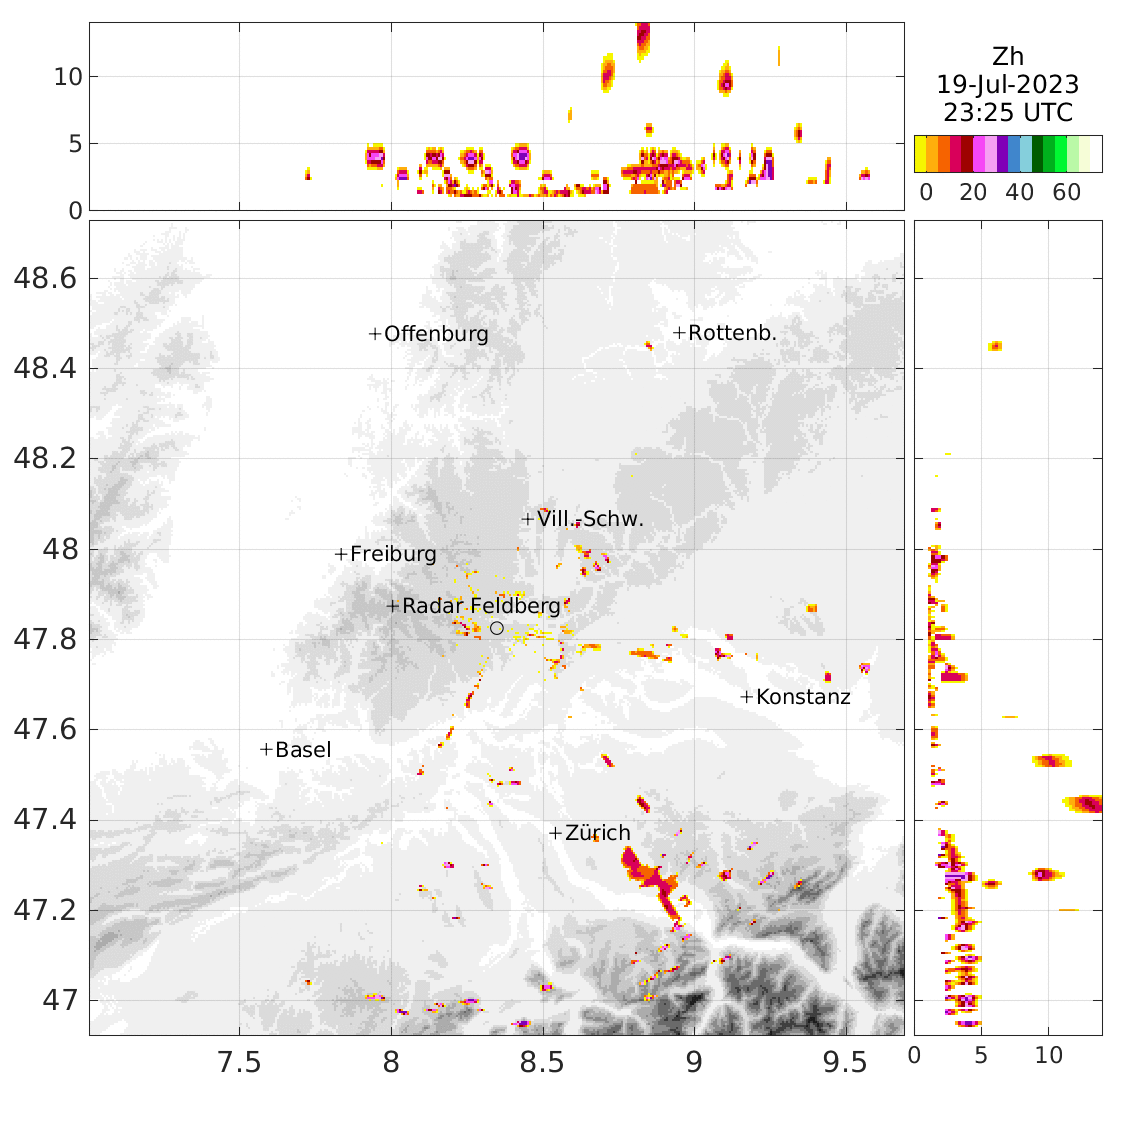 10
5
0
Zh
19-Jul-2023
23:25 UTC
0 20 40 60
48.6
48.4
48.2
48
47.8
47.6
47.4
47.2
47
+Offenburg
+Rottenb.
+Vill.-Schw.
+Freiburg
+Radar Feldberg
+Konstanz
+Basel
+Zürich
7.5 8 8.5 9 9.5
0 5 10